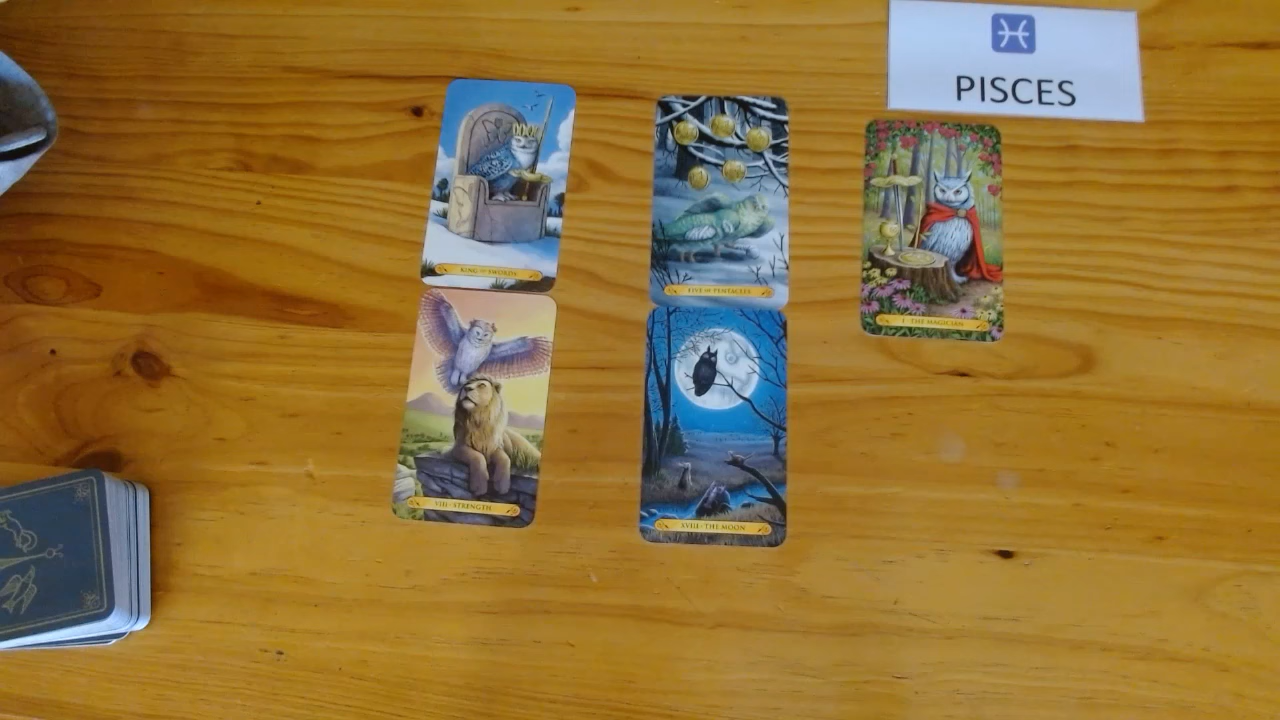 PISCES
KING OF SWORDS
FIVE OF PENTACLES
I · THE MAGICIAN
VIII · STRENGTH
XVIII · THE MOON